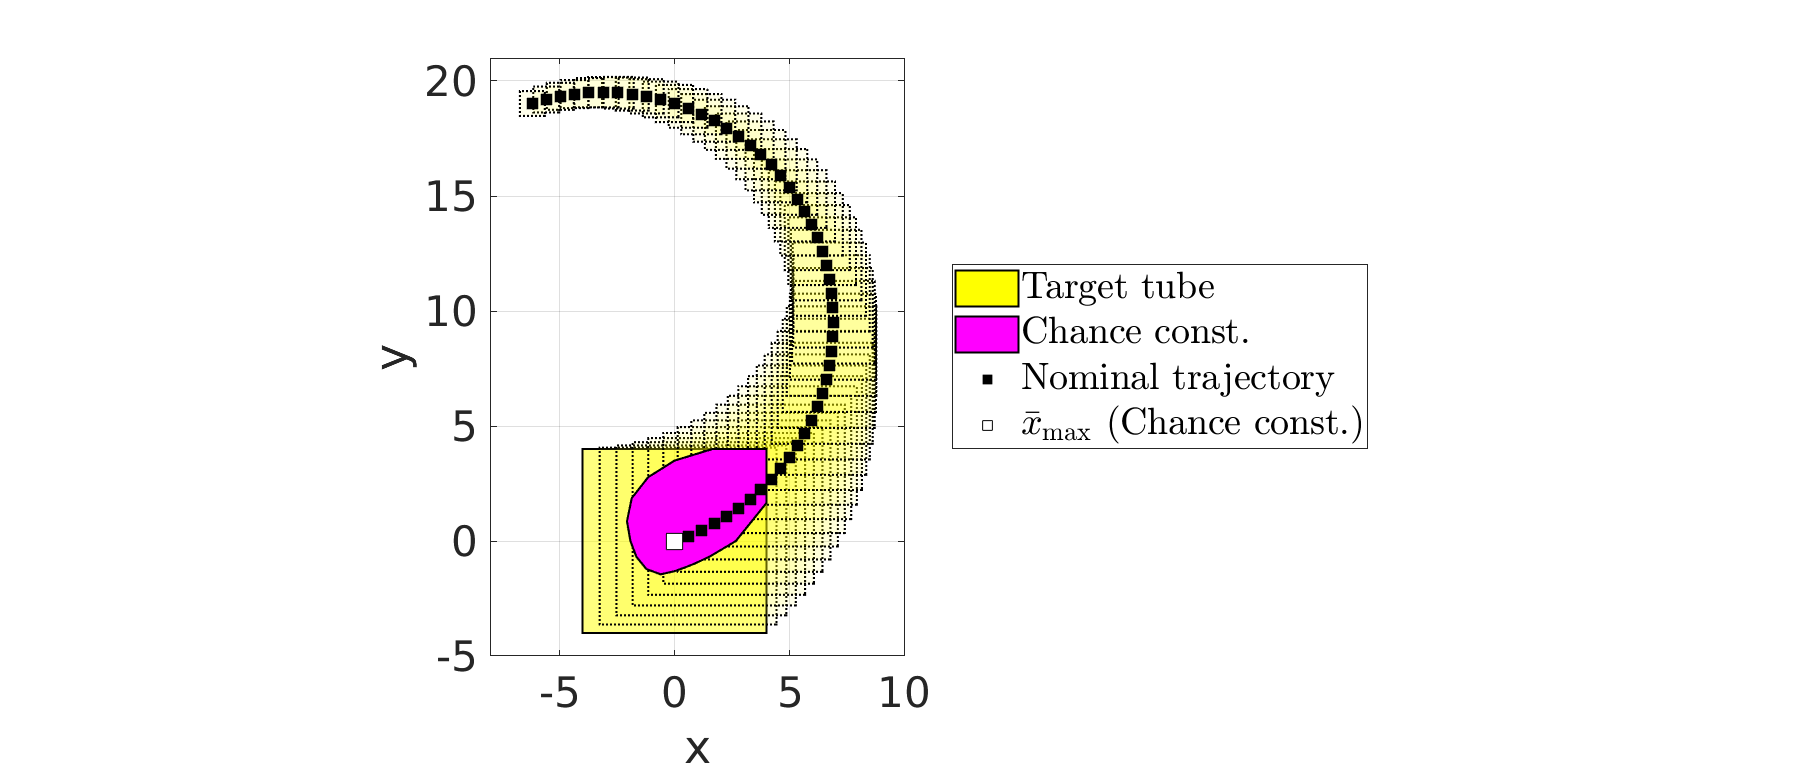 20
15
10
5
0
-5
y
-5 0 5 10
x
Target tube
Chance const.
Nominal trajectory
x̄max (Chance const.)